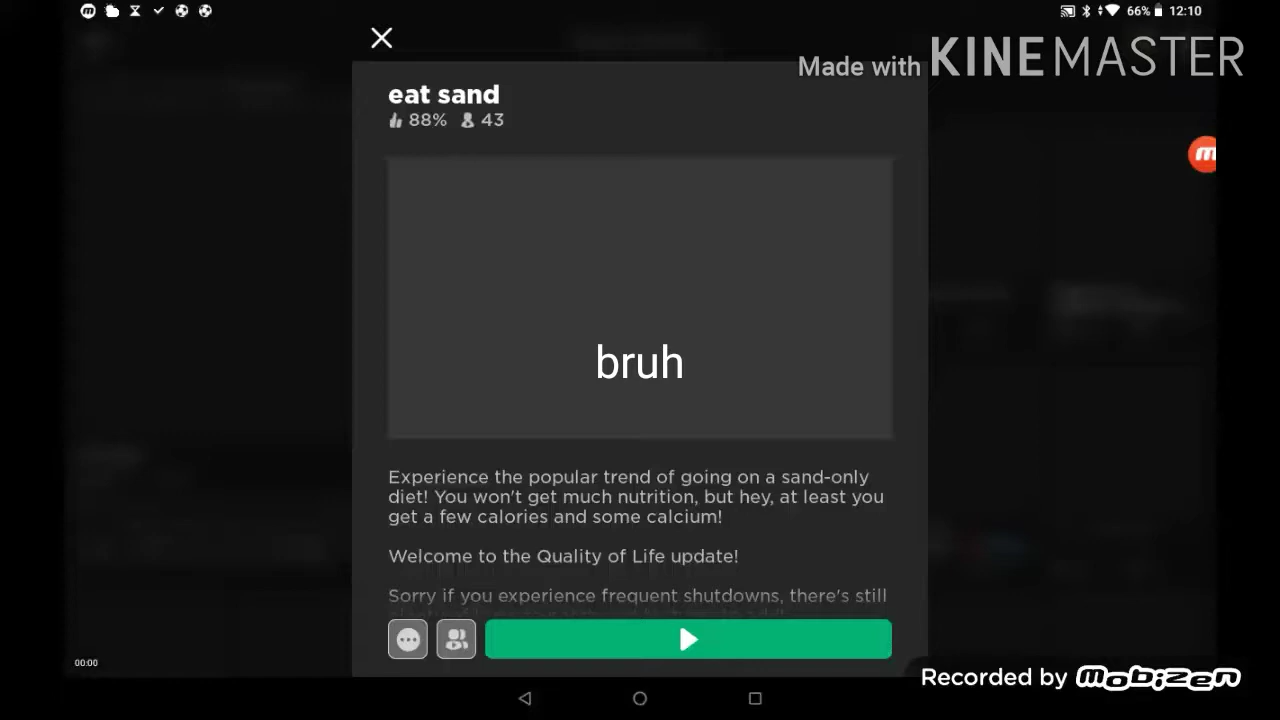 66% 12:10
Made with KINEMASTER
eat sand
88% 43
bruh
Experience the popular trend of going on a sand-only
diet! You won't get much nutrition, but hey, at least you
get a few calories and some calcium!
Welcome to the Quality of Life update!
Sorry if you experience frequent shutdowns, there's still
00:00
Recorded by mobizen